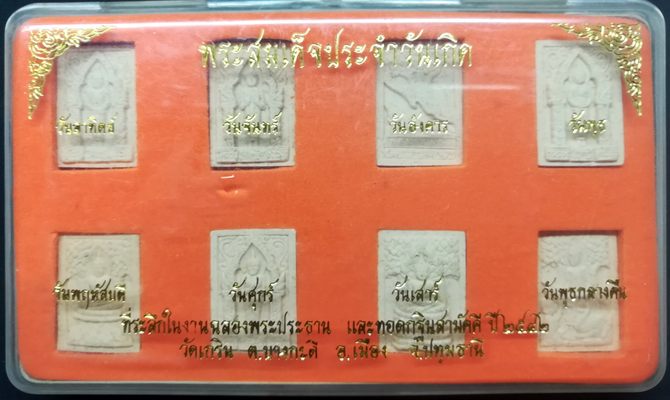 พระสมเด็จประจำวันเกิด
วันอาทิตย์ วันจันทร์ วันอังคาร วันพุธ
วันพฤหัสบดี วันศุกร์ วันเสาร์ วันพุธกลางคืน
ที่ระลึกในงานฉลองพระประธาน และทอดกฐินสามัคคี ปี๒๕๔๒
วัดเกริน ต.บางกะดี อ.เมือง จ.ปทุมธานี